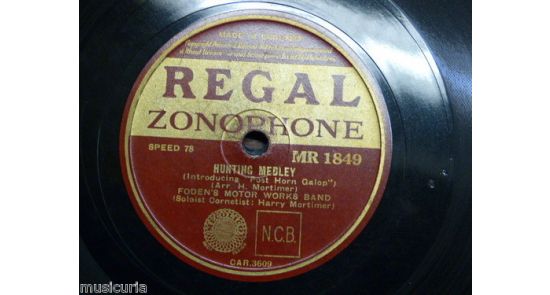 MADE IN ENGLAND
REGAL
ZONOPHONE
SPEED 78
MR 1849
HUNTING MEDLEY
(Introducing "Post Horn Galop")
(Arr. H. Mortimer)
FODEN'S MOTOR WORKS BAND
(Soloist Cornetist: Harry Mortimer)
N.C.B.
CAR.3609
musicuria